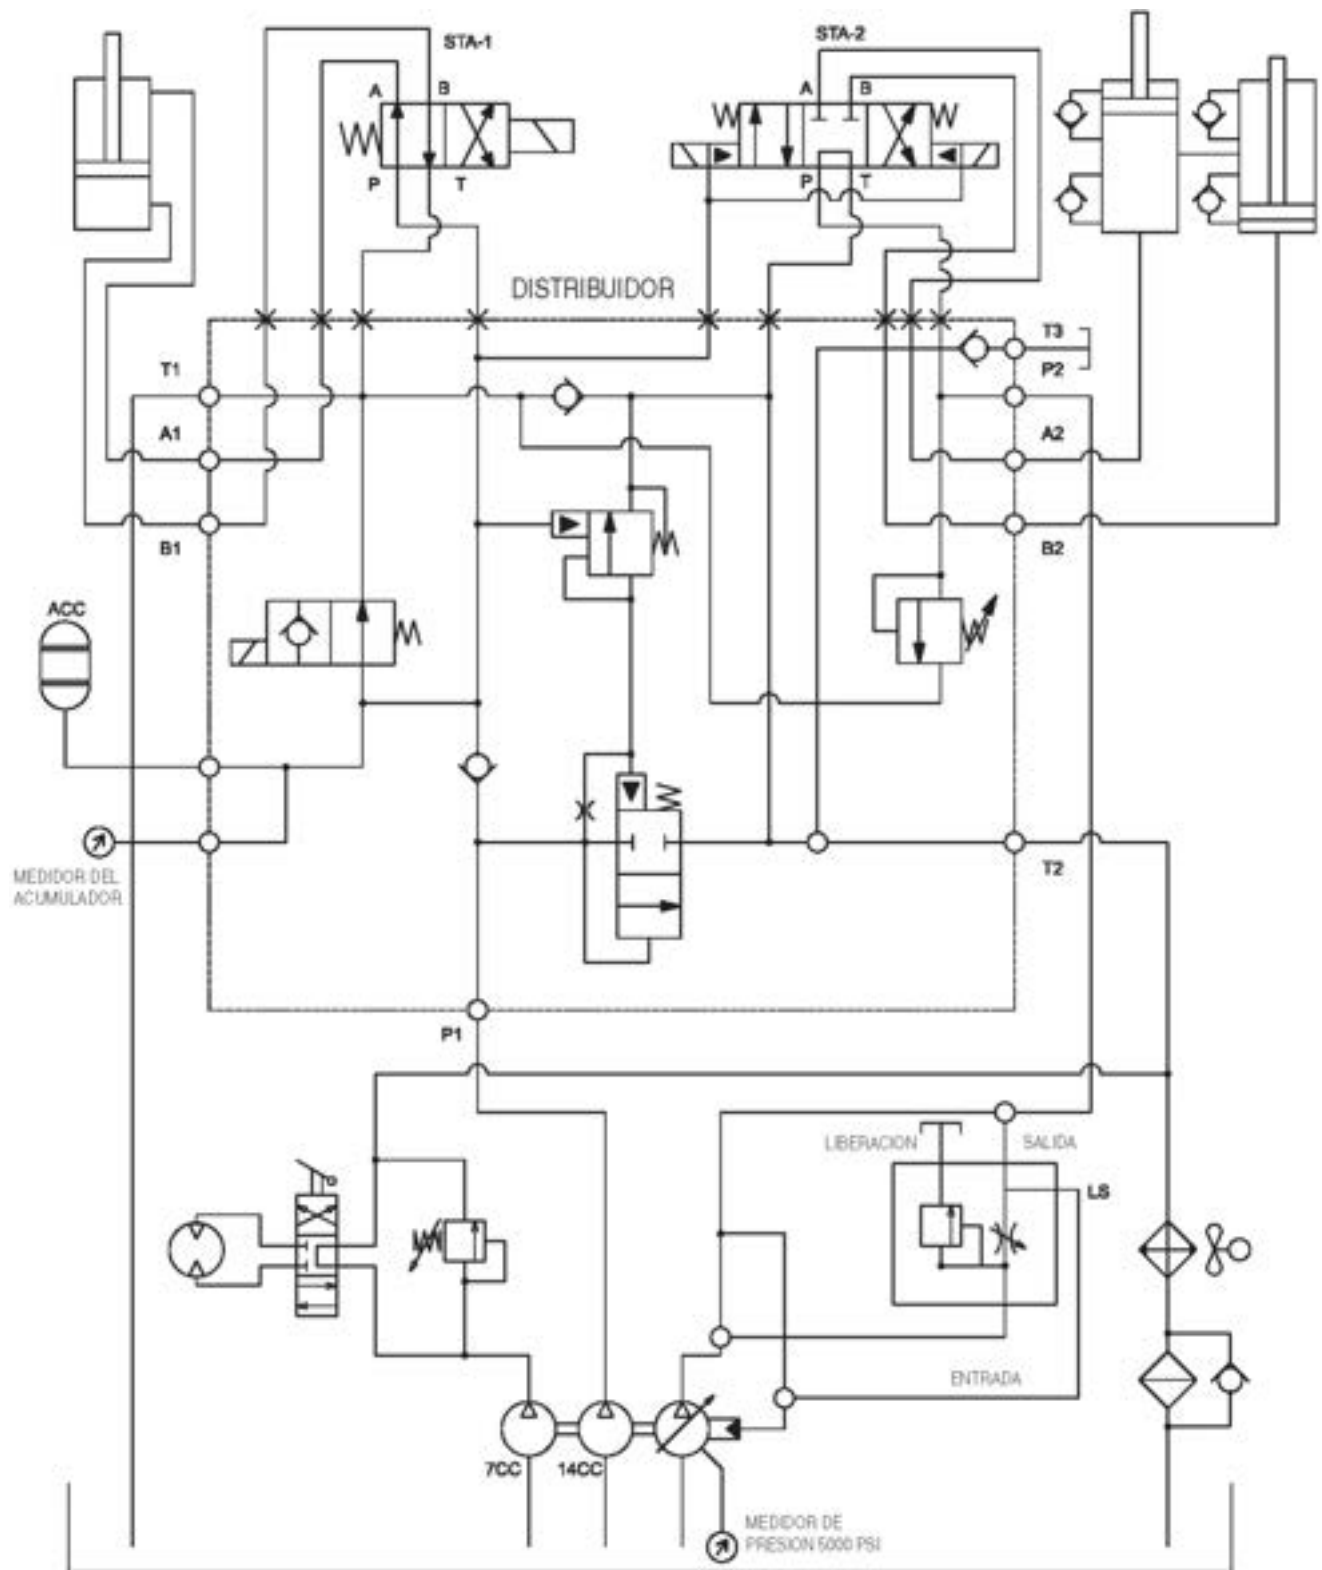 STA-1
STA-2
A
B
A
B
P
T
P
T
DISTRIBUIDOR
T3
T1
P2
A1
A2
B1
B2
ACC
MEDIDOR DEL
ACUMULADOR
T2
P1
LIBERACION
SALIDA
LS
ENTRADA
7CC
14CC
MEDIDOR DE
PRESION 5000 PSI